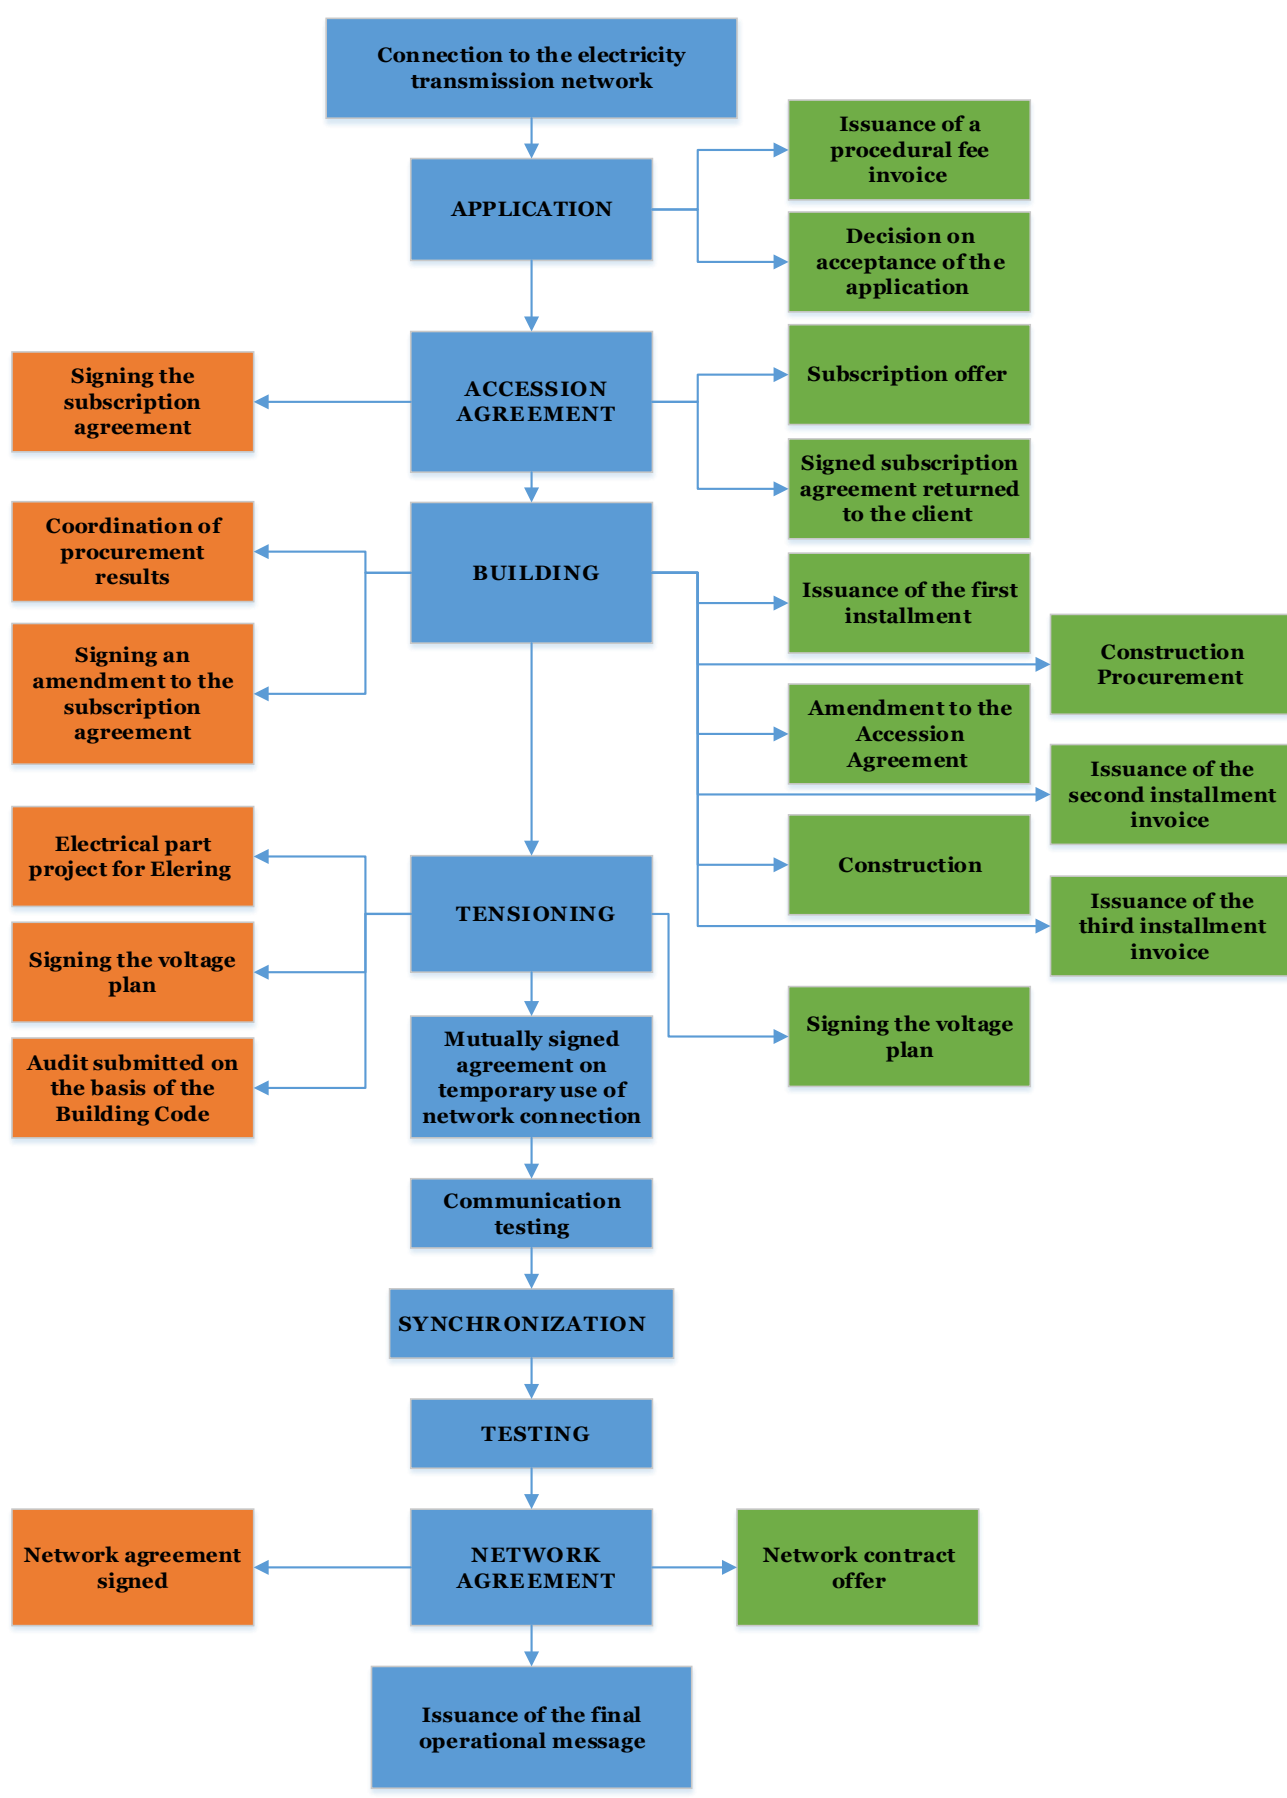 Connection to the electricity
transmission network
Issuance of a
procedural fee
invoice
APPLICATION
Decision on
acceptance of the
application
Signing the
subscription
agreement
ACCESSION
AGREEMENT
Subscription offer
Signed subscription
agreement returned
to the client
Coordination of
procurement
results
BUILDING
Issuance of the first
installment
Construction
Procurement
Signing an
amendment to the
subscription
agreement
Amendment to the
Accession
Agreement
Issuance of the
second installment
invoice
Electrical part
project for Elering
Construction
TENSIONING
Issuance of the
third installment
invoice
Signing the voltage
plan
Signing the voltage
plan
Audit submitted on
the basis of the
Building Code
Mutually signed
agreement on
temporary use of
network connection
Communication
testing
SYNCHRONIZATION
TESTING
Network agreement
signed
NETWORK
AGREEMENT
Network contract
offer
Issuance of the final
operational message